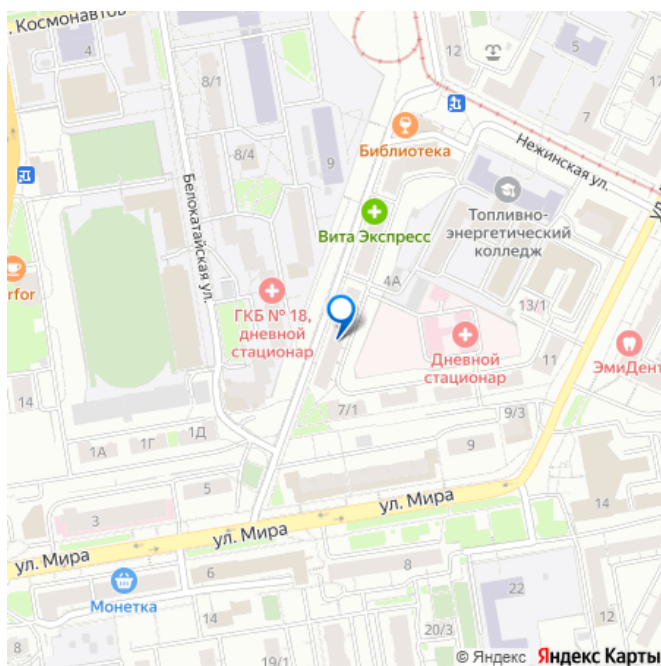 . Космонавтов
4
8/1
12
5
17
7
Библиотека
Нежинская ул.
8/4
9
Белокатайская ул.
Вита Экспресс
Топливно-
энергетический
колледж
ул
rfor
4А
ГКБ № 18,
дневной
стационар
13/1
Дневной
стационар
11
ЭмиДент
14
7/1
9/3
1А
1Г
1Д
9
5
3
ул. Мира
14
ул. Мира
ул. Мира
6
8
Монетка
14
22
12
8
20/3
19/1
12
© Яндекс Яндекс Карты